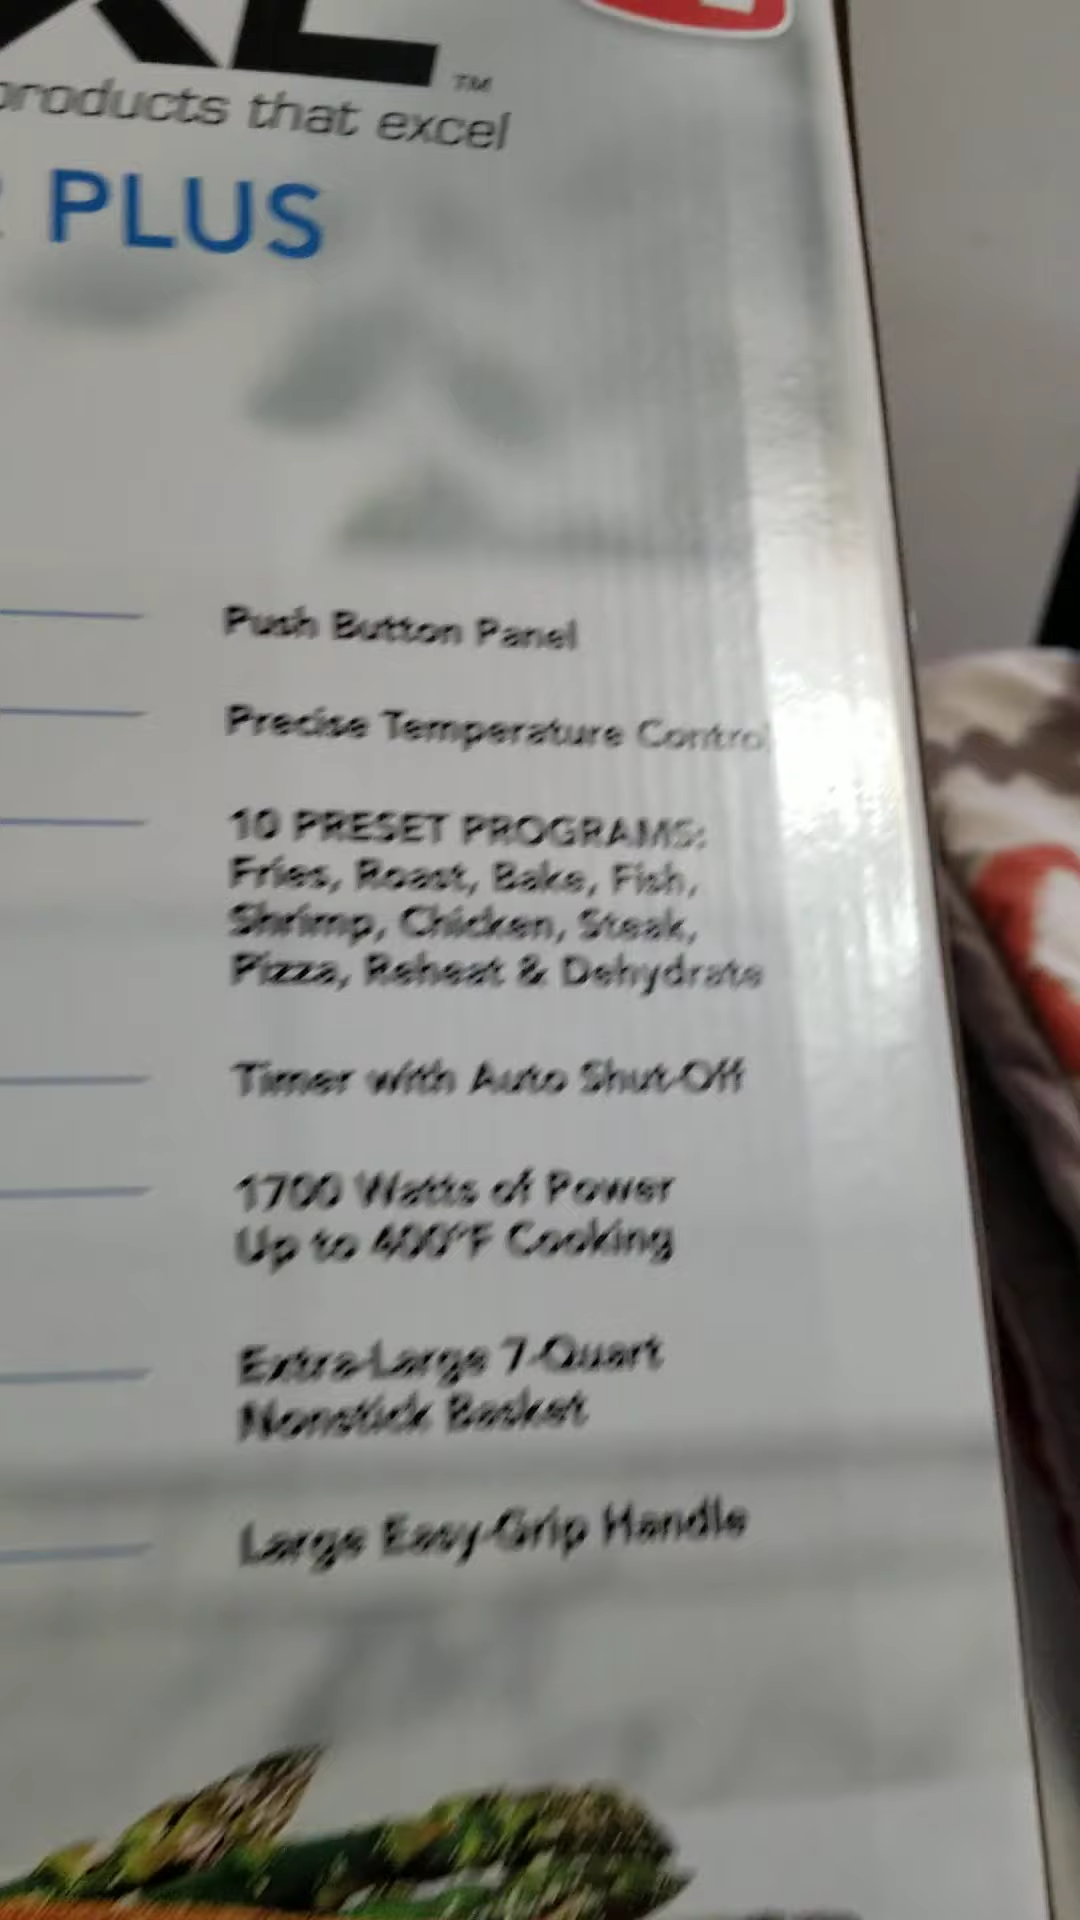 XL™
products that excel
PLUS
Push Button Panel
Precise Temperature Control
10 PRESET PROGRAMS:
Fries, Roast, Bake, Fish,
Shrimp, Chicken, Steak,
Pizza, Reheat & Dehydrate
Timer with Auto Shut-Off
1700 Watts of Power
Up to 400°F Cooking
Extra-Large 7-Quart
Nonstick Basket
Large Easy-Grip Handle